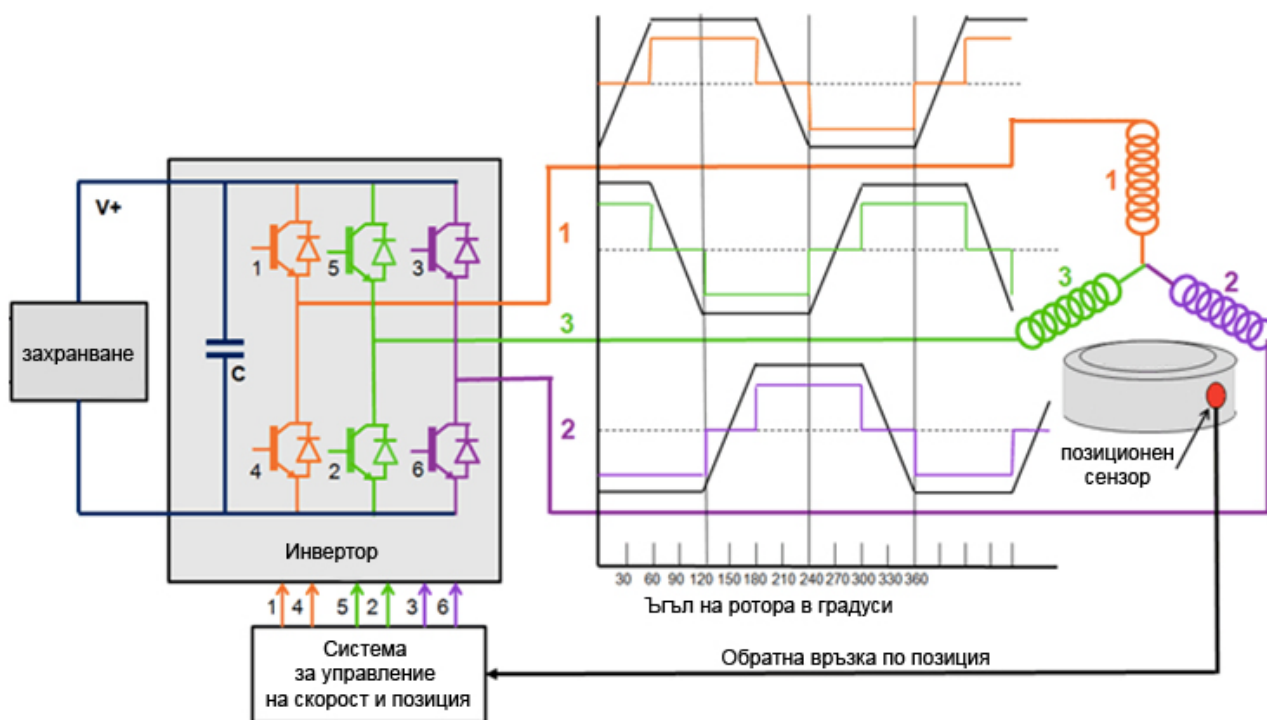 V+
1
5
3
захранване
C
4
2
6
Инвертор
1
3
2
1
3
2
позиционен
сензор
30 60 90 120 150 180 210 240 270 300 330 360
Ъгъл на ротора в градуси
1 4 5 2 3 6
Система
за управление
на скорост и позиция
Обратна връзка по позиция